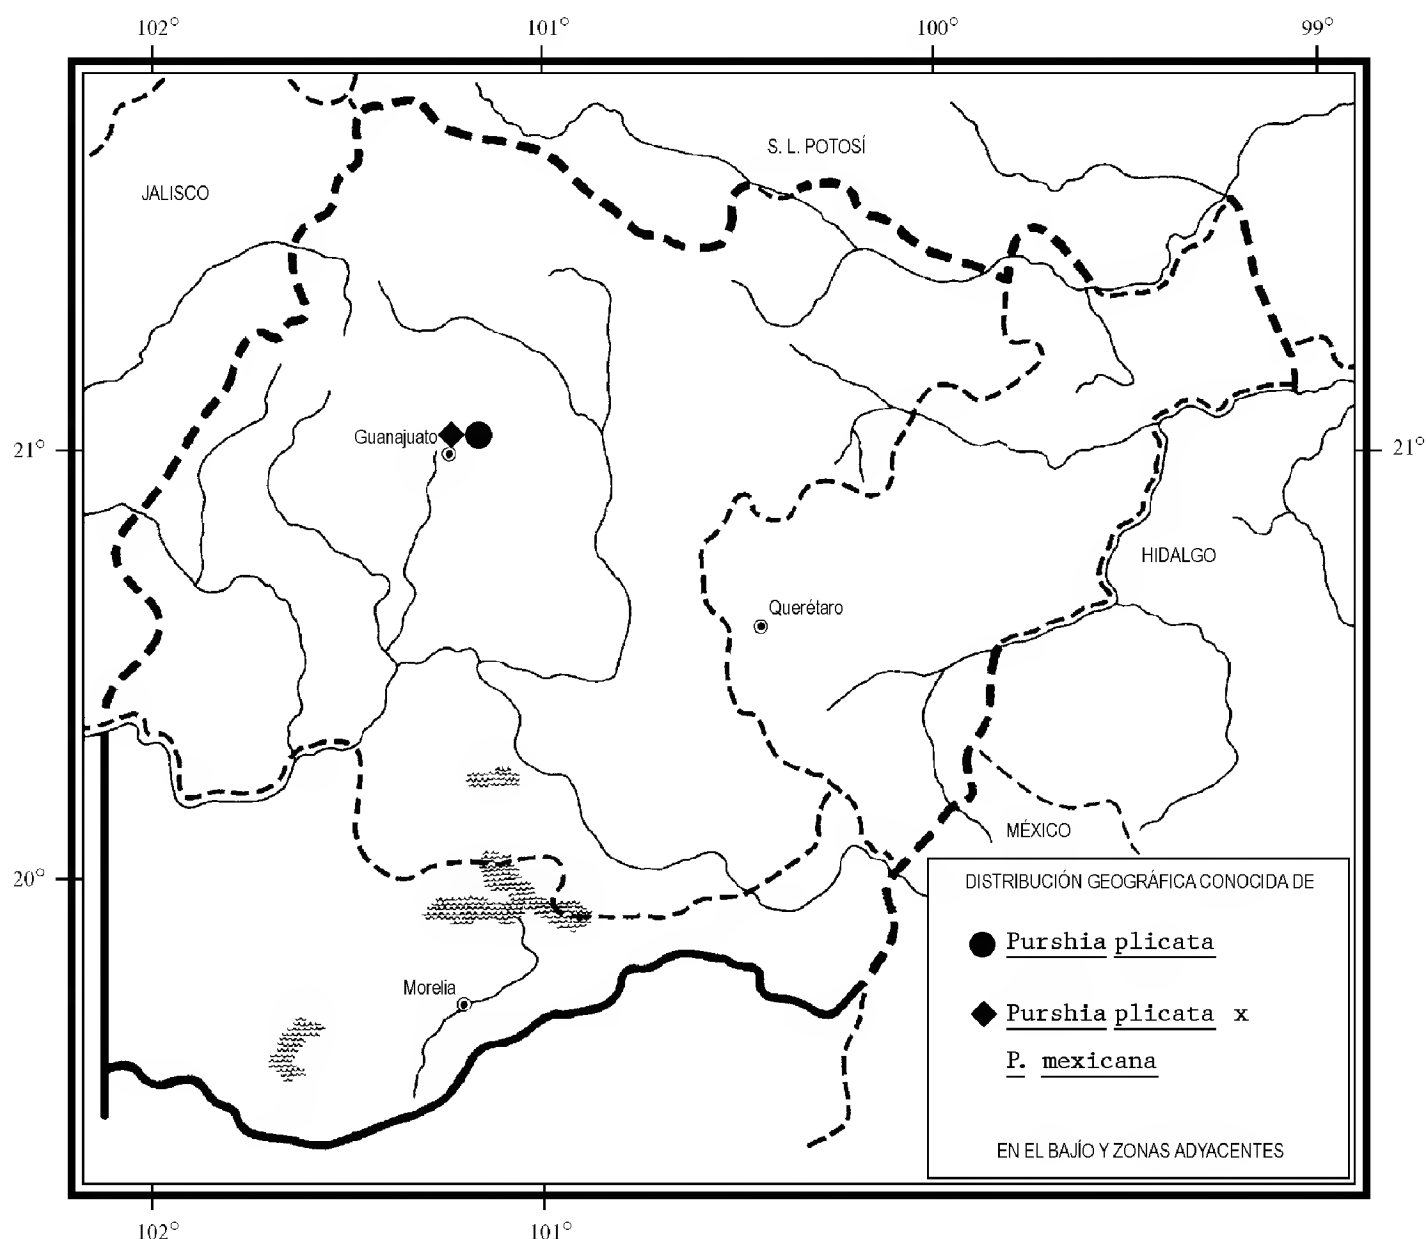 102° 101° 100° 99°
S. L. POTOSÍ
JALISCO
Guanajuato
21° 21°
HIDALGO
Querétaro
MÉXICO
20°
DISTRIBUCIÓN GEOGRÁFICA CONOCIDA DE
Purshia plicata
Morelia
Purshia plicata x
P. mexicana
EN EL BAJÍO Y ZONAS ADYACENTES
102° 101°